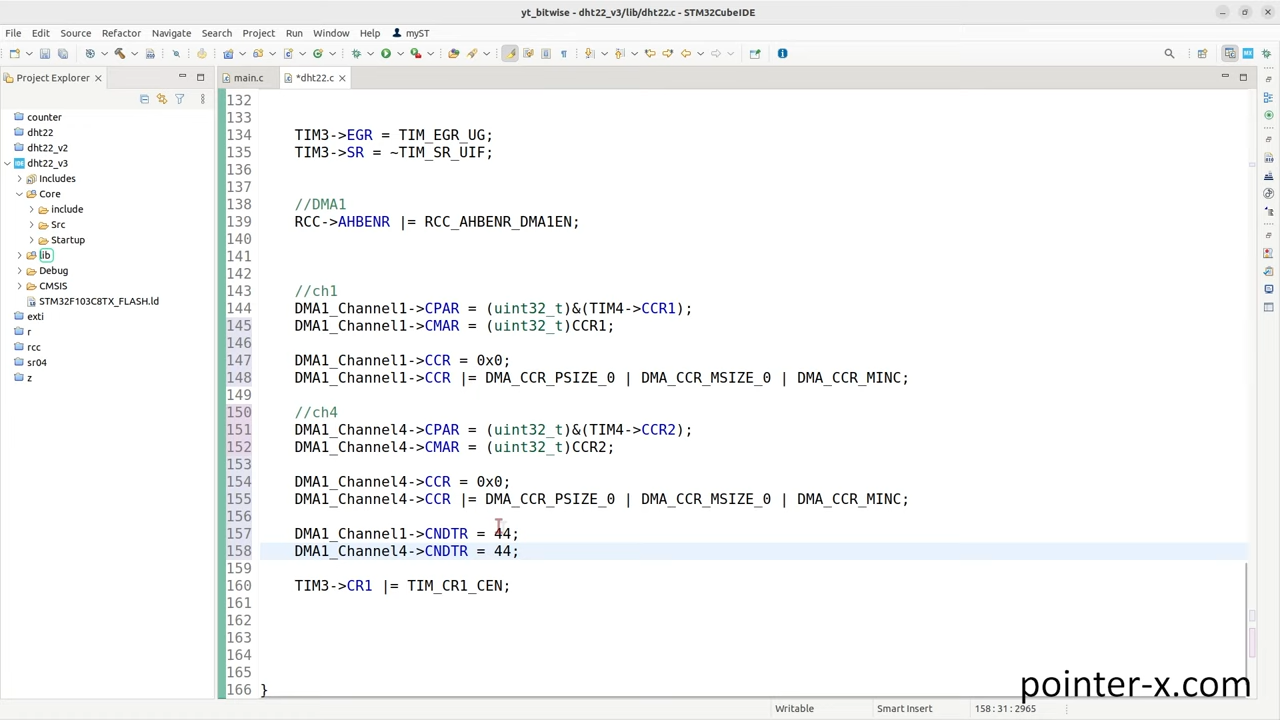 yt_bitwise - dht22_v3/lib/dht22.c - STM32CubeIDE
File Edit Source Refactor Navigate Search Project Run Window Help myST
Project Explorer
main.c
*dht22.c
counter
dht22
dht22_v2
dht22_v3
Includes
Core
include
Src
Startup
lib
Debug
CMSIS
STM32F103C8TX_FLASH.ld
exti
r
rcc
sr04
z
132
133
134 TIM3->EGR = TIM_EGR_UG;
135 TIM3->SR = ~TIM_SR_UIF;
136
137
138 //DMA1
139 RCC->AHBENR |= RCC_AHBENR_DMA1EN;
140
141
142
143 //ch1
144 DMA1_Channel1->CPAR = (uint32_t)&(TIM4->CCR1);
145 DMA1_Channel1->CMAR = (uint32_t)CCR1;
146
147 DMA1_Channel1->CCR = 0x0;
148 DMA1_Channel1->CCR |= DMA_CCR_PSIZE_0 | DMA_CCR_MSIZE_0 | DMA_CCR_MINC;
149
150 //ch4
151 DMA1_Channel4->CPAR = (uint32_t)&(TIM4->CCR2);
152 DMA1_Channel4->CMAR = (uint32_t)CCR2;
153
154 DMA1_Channel4->CCR = 0x0;
155 DMA1_Channel4->CCR |= DMA_CCR_PSIZE_0 | DMA_CCR_MSIZE_0 | DMA_CCR_MINC;
156
157 DMA1_Channel1->CNDTR = 44;
158 DMA1_Channel4->CNDTR = 44;
159
160 TIM3->CR1 |= TIM_CR1_CEN;
161
162
163
164
165
166 }
pointer-x.com
Writable
Smart Insert
158 : 31 : 2965